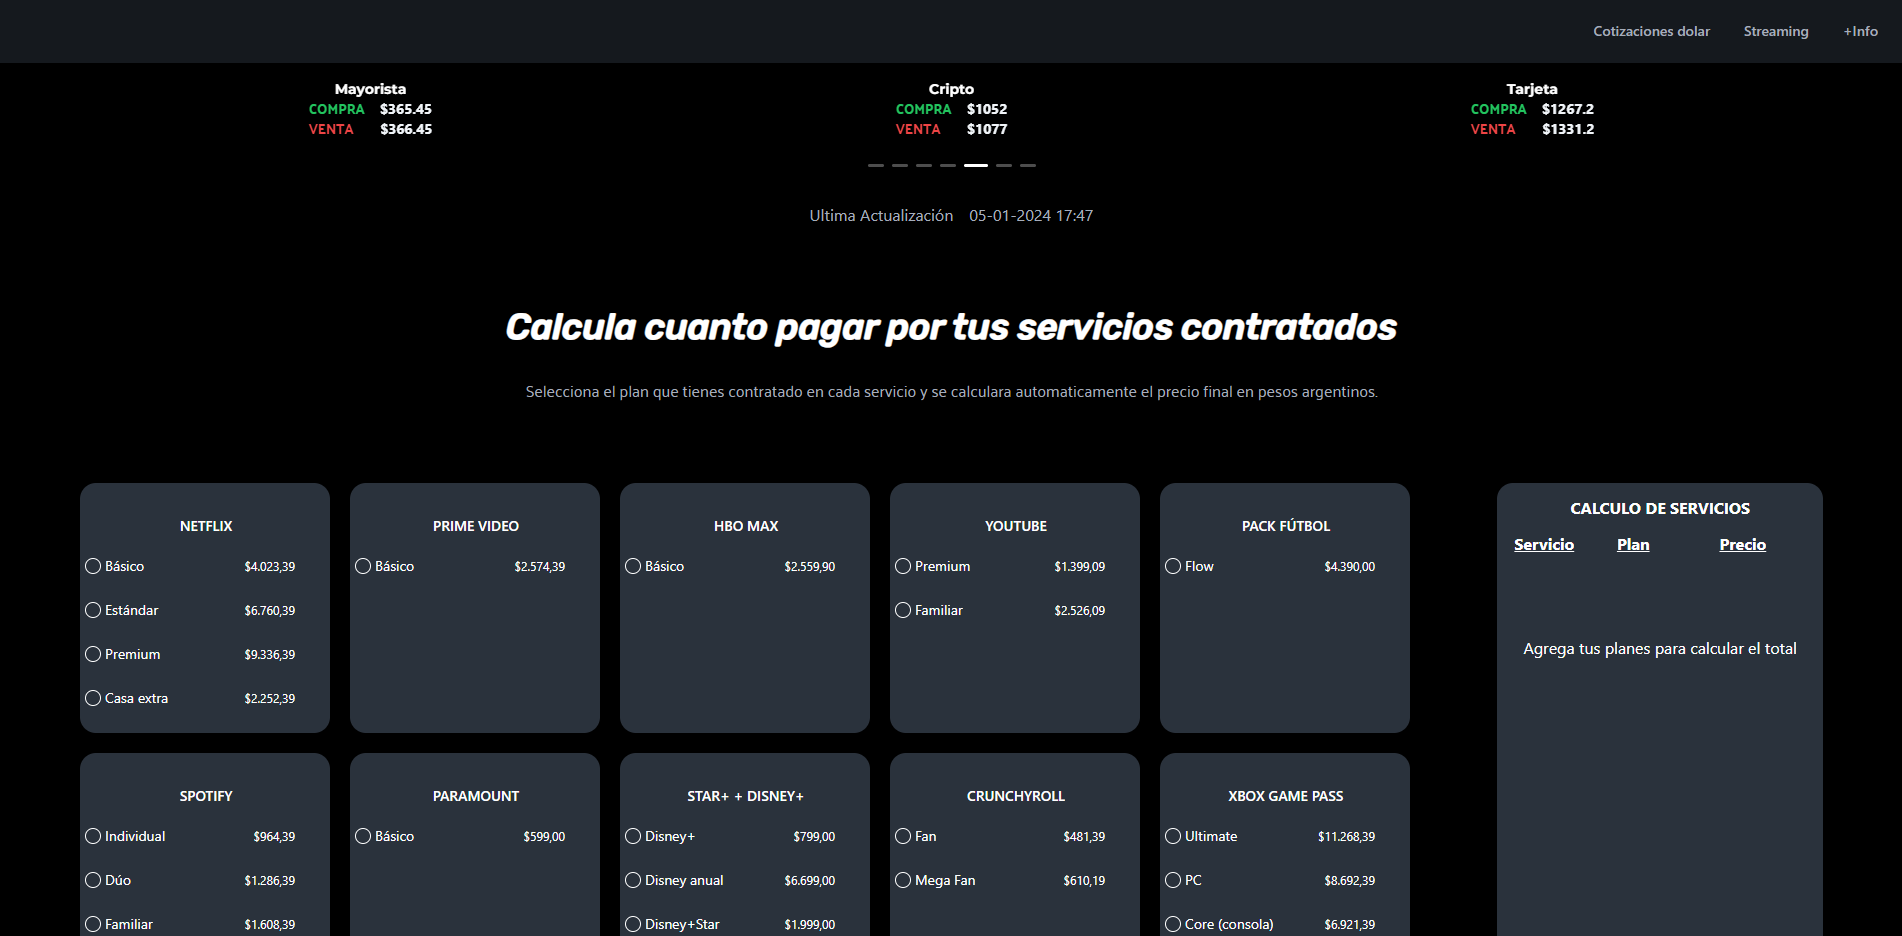 Cotizaciones dolar Streaming +Info
Mayorista
COMPRA $365.45
VENTA $366.45
Cripto
COMPRA $1052
VENTA $1077
Tarjeta
COMPRA $1267.2
VENTA $1331.2
Ultima Actualización 05-01-2024 17:47
Calcula cuanto pagar por tus servicios contratados
Selecciona el plan que tienes contratado en cada servicio y se calculara automaticamente el precio final en pesos argentinos.
NETFLIX
Básico $4.023,39
Estándar $6.760,39
Premium $9.336,39
Casa extra $2.252,39
PRIME VIDEO
Básico $2.574,39
HBO MAX
Básico $2.559,90
YOUTUBE
Premium $1.399,09
Familiar $2.526,09
PACK FÚTBOL
Flow $4.390,00
CALCULO DE SERVICIOS
Servicio Plan Precio
Agrega tus planes para calcular el total
SPOTIFY
Individual $964,39
Dúo $1.286,39
Familiar $1.608,39
PARAMOUNT
Básico $599,00
STAR+ + DISNEY+
Disney+ $799,00
Disney anual $6.699,00
Disney+Star $1.999,00
CRUNCHYROLL
Fan $481,39
Mega Fan $610,19
XBOX GAME PASS
Ultimate $11.268,39
PC $8.692,39
Core (consola) $6.921,39